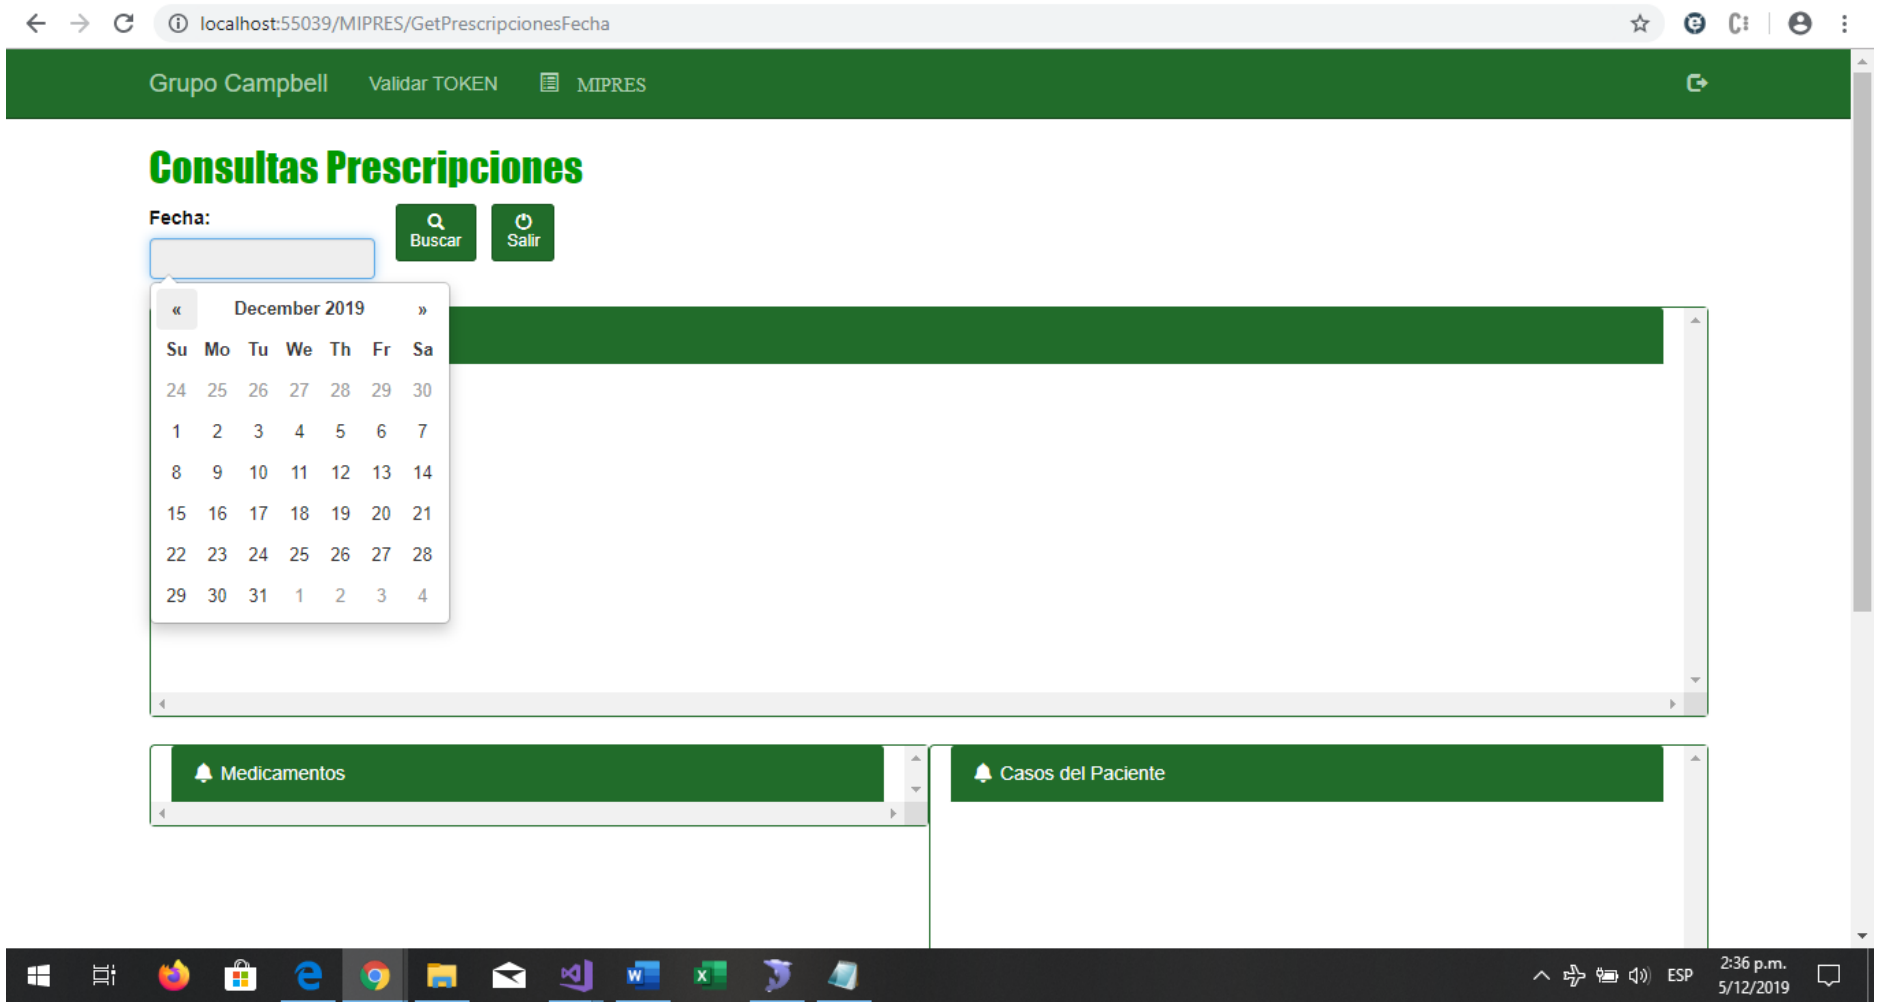 localhost:55039/MIPRES/GetPrescripcionesFecha
Grupo Campbell Validar TOKEN MIPRES
Consultas Prescripciones
Fecha:
Buscar
Salir
« December 2019 »
Su Mo Tu We Th Fr Sa
24 25 26 27 28 29 30
1 2 3 4 5 6 7
8 9 10 11 12 13 14
15 16 17 18 19 20 21
22 23 24 25 26 27 28
29 30 31 1 2 3 4
Medicamentos
Casos del Paciente
ESP
2:36 p.m.
5/12/2019